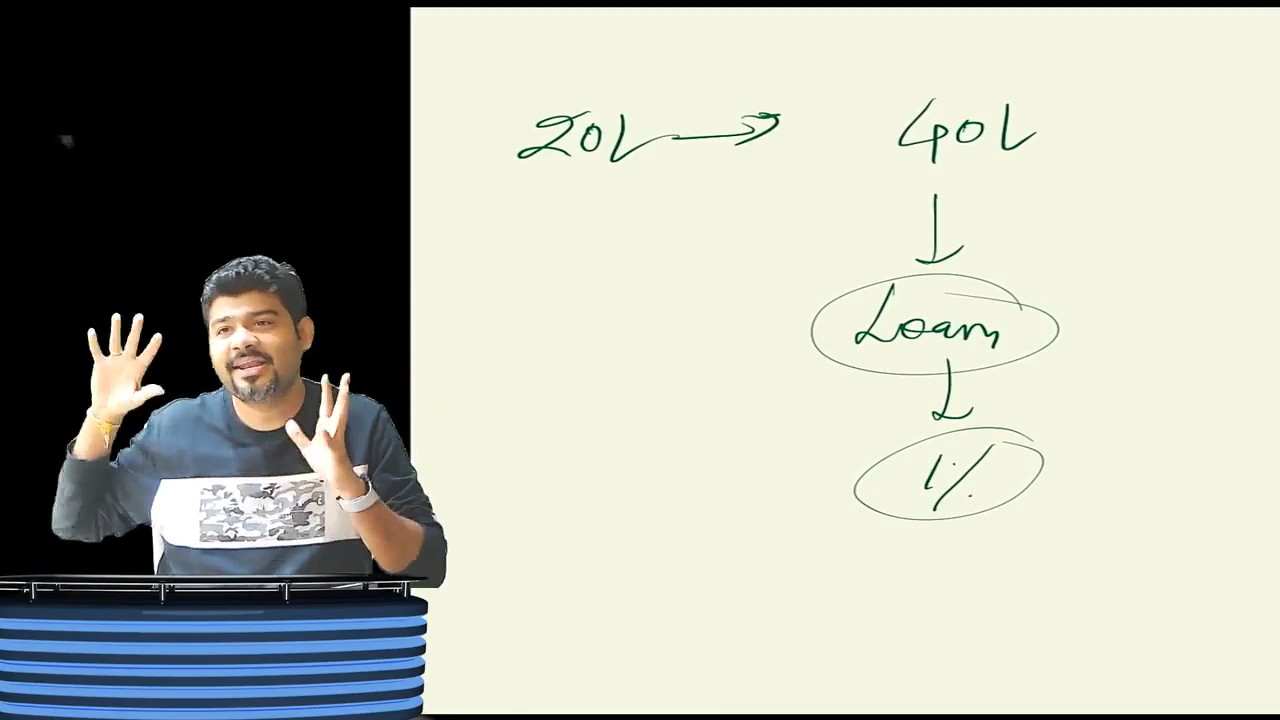 20L → 40L
↓
Loan
↓
1%